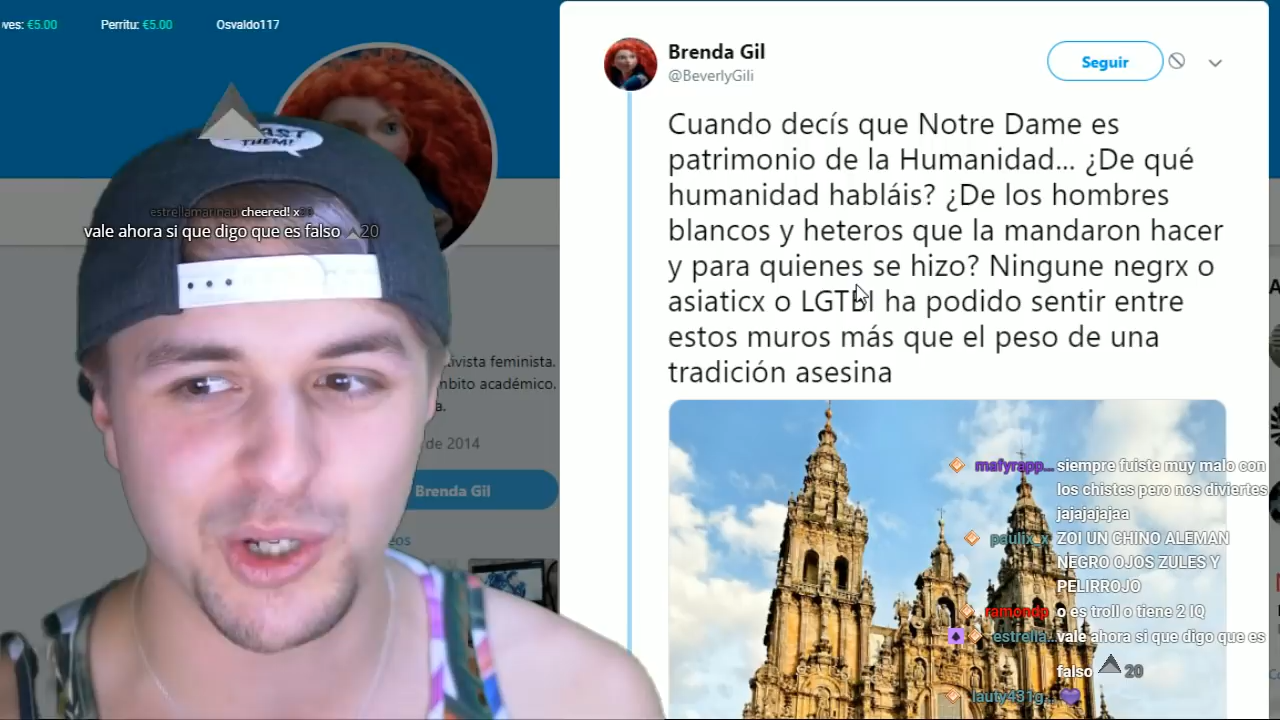 ves: €5.00 Perritu: €5.00 Osvaldo117
THEM!
estrellamatinau cheered! x20
vale ahora si que digo que es falso 20
tivista feminista.
mbito académico.
a.
de 2014
Brenda Gil
eos
Brenda Gil
@BeverlyGili
Seguir
Cuando decís que Notre Dame es
patrimonio de la Humanidad... ¿De qué
humanidad habláis? ¿De los hombres
blancos y heteros que la mandaron hacer
y para quienes se hizo? Ningune negrx o
asiaticx o LGTBI ha podido sentir entre
estos muros más que el peso de una
tradición asesina
mafyrapp... siempre fuiste muy malo con
los chistes pero nos diviertes
jajajajajaa
paulix_x ZOI UN CHINO ALEMAN
NEGRO OJOS ZULES Y
PELIRROJO
ramondp o es troll o tiene 2 IQ
estrella... vale ahora si que digo que es
falso 20
lauty431g...